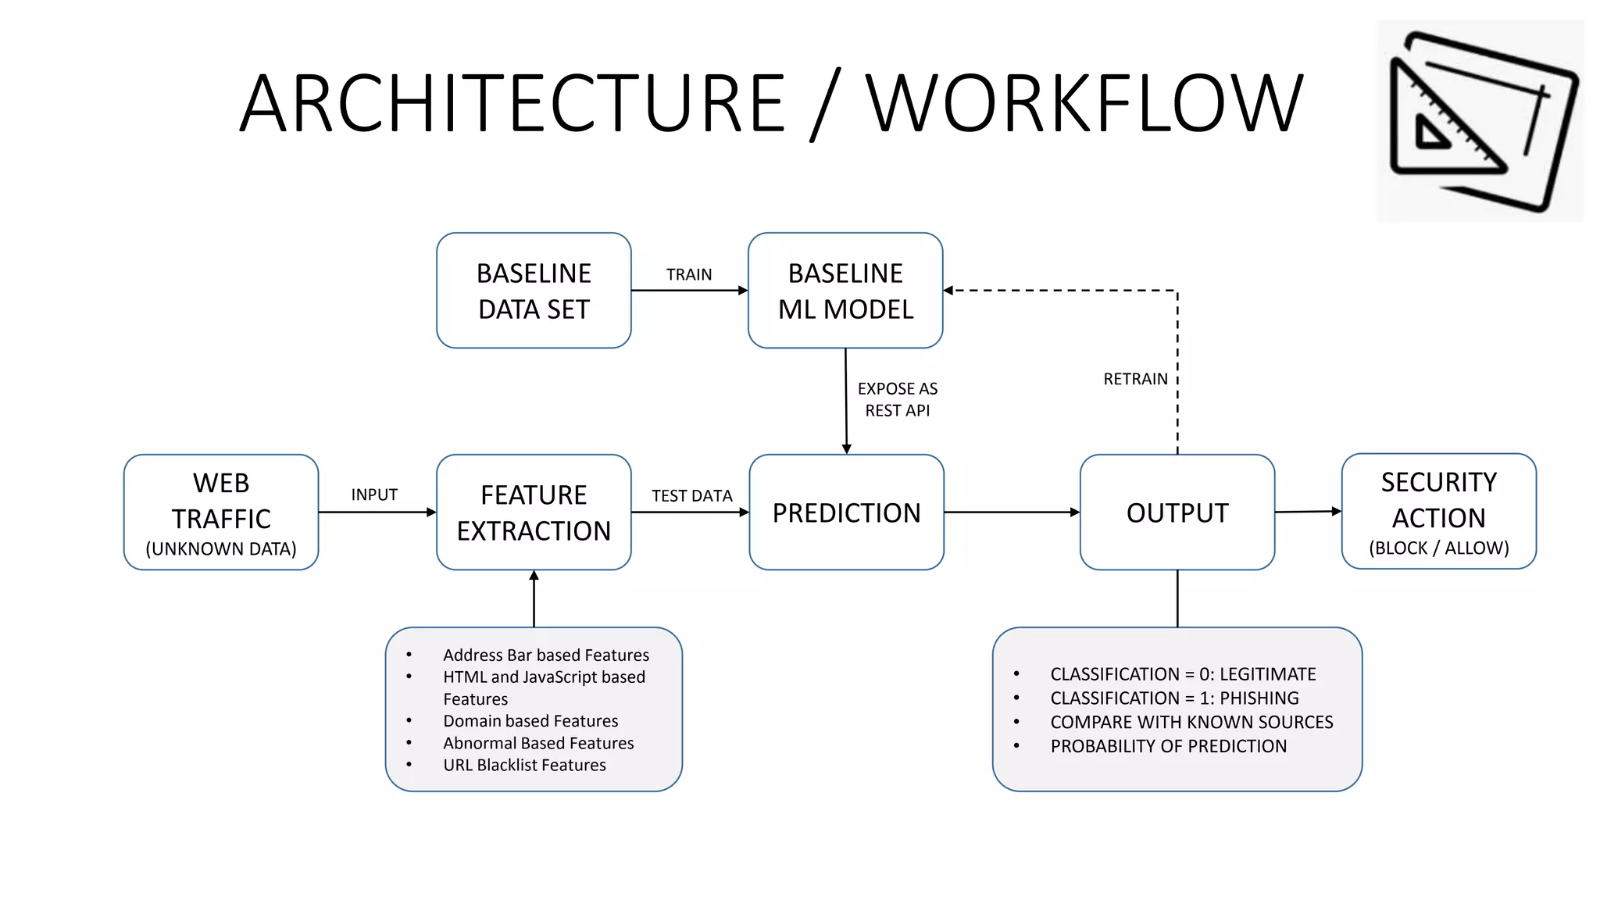 ARCHITECTURE / WORKFLOW
BASELINE
DATA SET
TRAIN
BASELINE
ML MODEL
EXPOSE AS
REST API
RETRAIN
WEB
TRAFFIC
(UNKNOWN DATA)
INPUT
FEATURE
EXTRACTION
TEST DATA
PREDICTION
OUTPUT
SECURITY
ACTION
(BLOCK / ALLOW)
• Address Bar based Features
• HTML and JavaScript based
Features
• Domain based Features
• Abnormal Based Features
• URL Blacklist Features
• CLASSIFICATION = 0: LEGITIMATE
• CLASSIFICATION = 1: PHISHING
• COMPARE WITH KNOWN SOURCES
• PROBABILITY OF PREDICTION